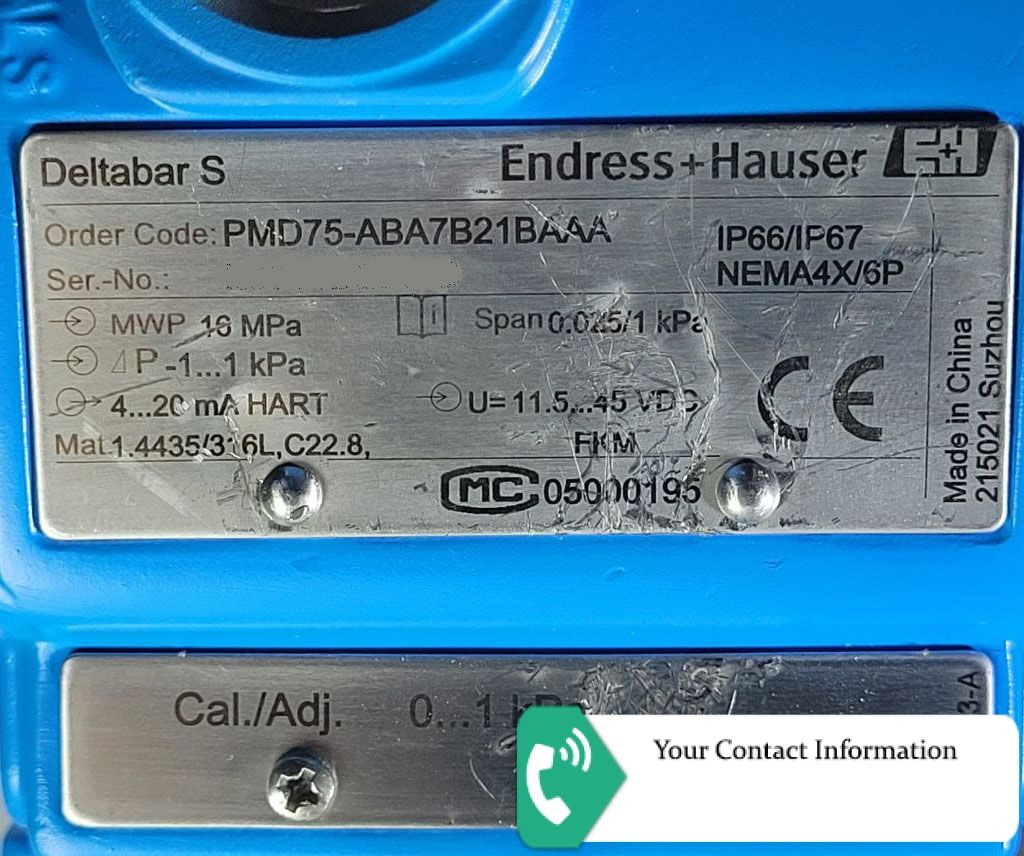 Deltabar S
Endress+Hauser
Order Code: PMD75-ABA7B21BAAA
IP66/IP67
Ser.-No.:
NEMA4X/6P
MWP 16 MPa
Span 0.025/1 kPa
P -1...1 kPa
4...20 mA HART
U= 11.5...45 VDC
Mat.1.4435/316L,C22.8,
FKM
MC 05000195
CE
Made in China
215021 Suzhou
Cal./Adj.
0...1 kPa
3-A
Your Contact Information